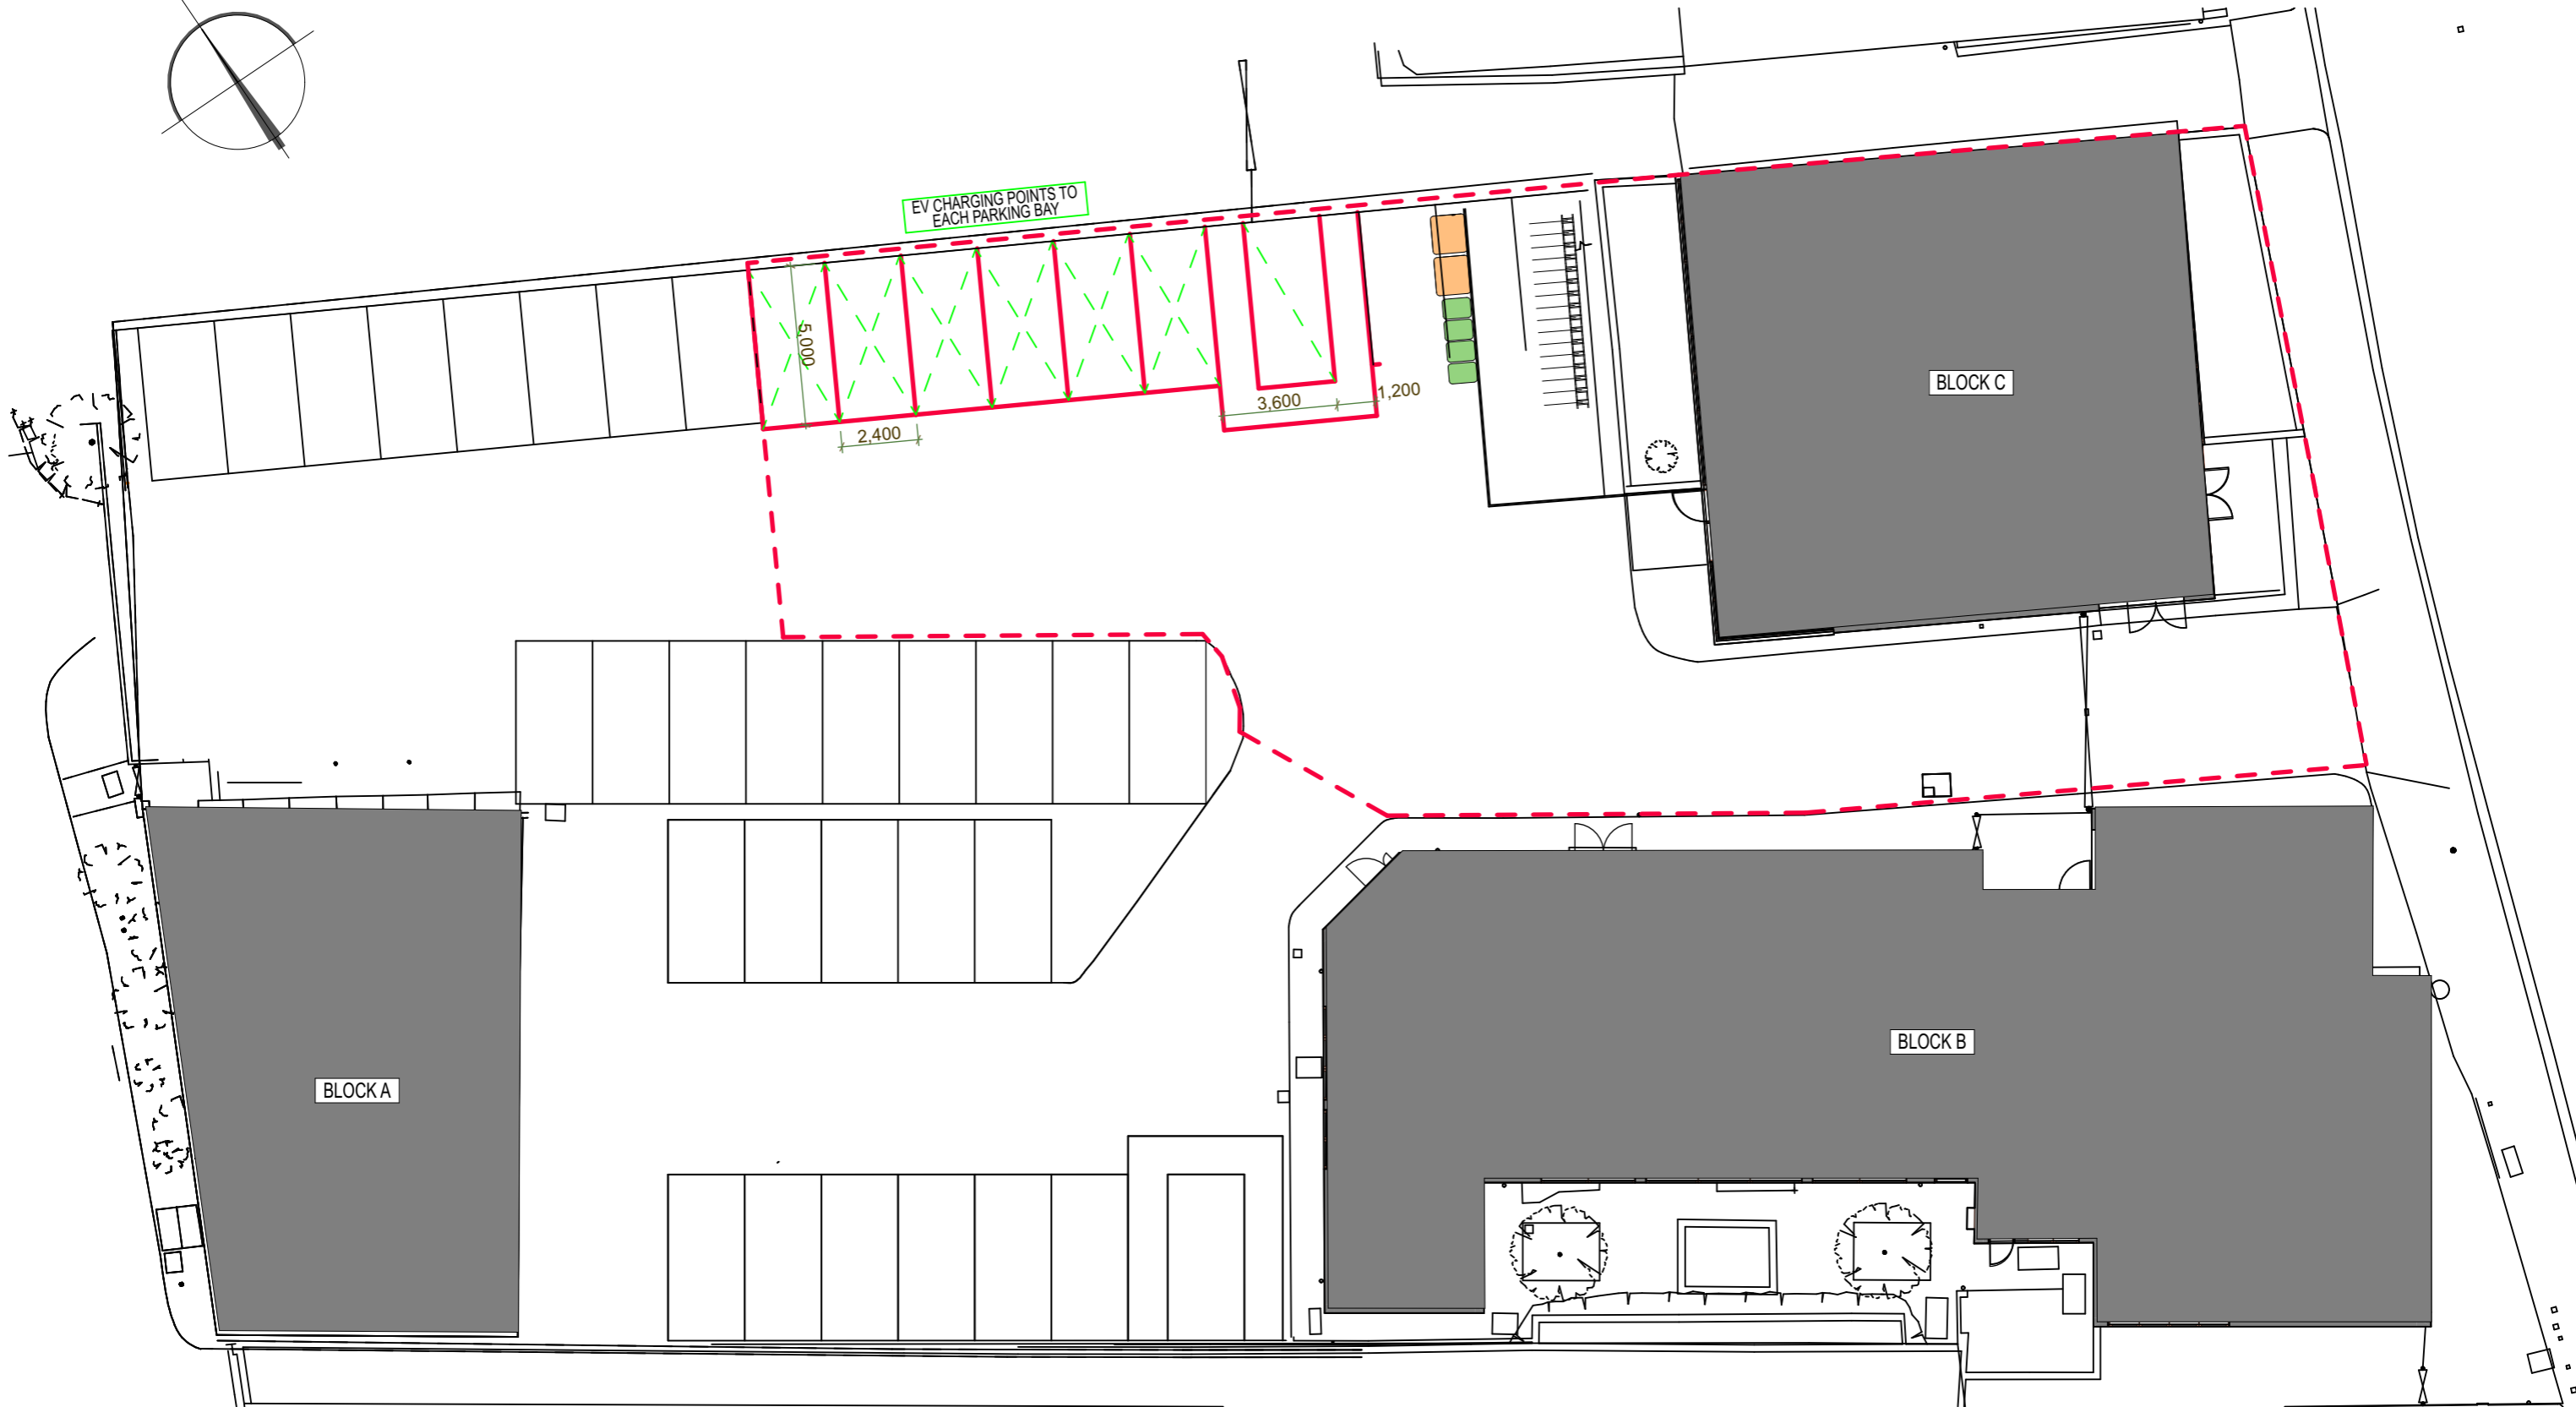 EV CHARGING POINTS TO
EACH PARKING BAY
5,000
2,400
3,600
1,200
BLOCK C
BLOCK B
BLOCK A